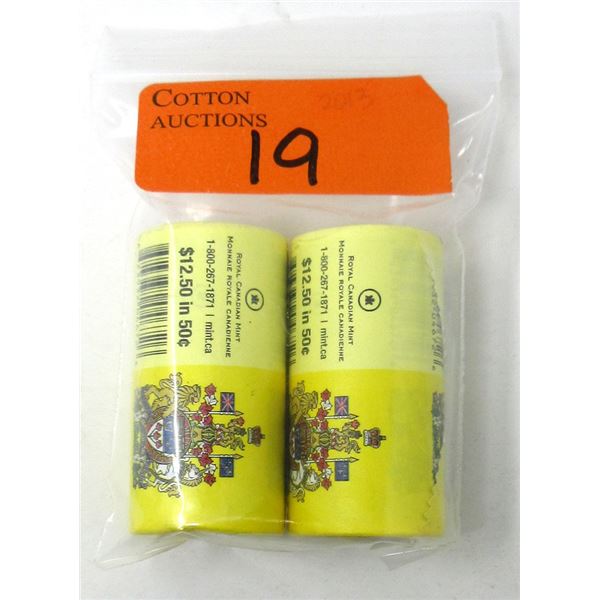 COTTON
AUCTIONS
2013
19
ROYAL CANADIAN MINT
MONNAIE ROYALE CANADIENNE
1-800-267-1871 | mint.ca
$12.50 in 50¢
ROYAL CANADIAN MINT
MONNAIE ROYALE CANADIENNE
1-800-267-1871 | mint.ca
$12.50 in 50¢